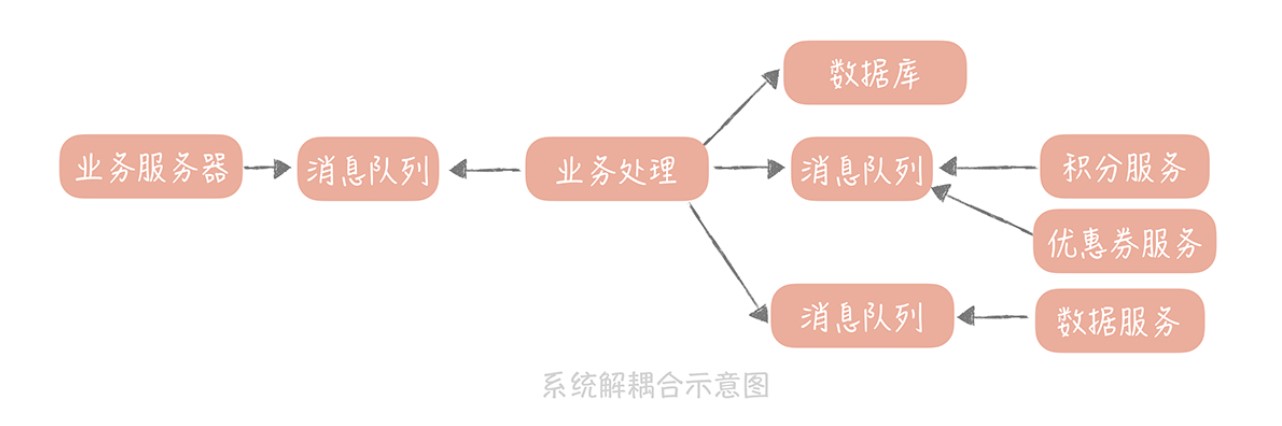 数据库
业务服务器
消息队列
业务处理
消息队列
积分服务
优惠券服务
消息队列
数据服务
系统解耦合示意图